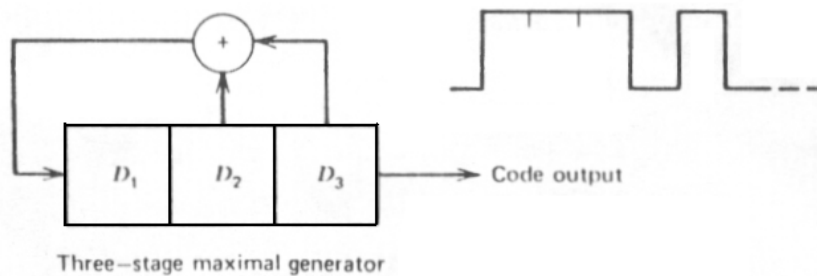 +
D₁ D₂ D₃
Code output
Three-stage maximal generator